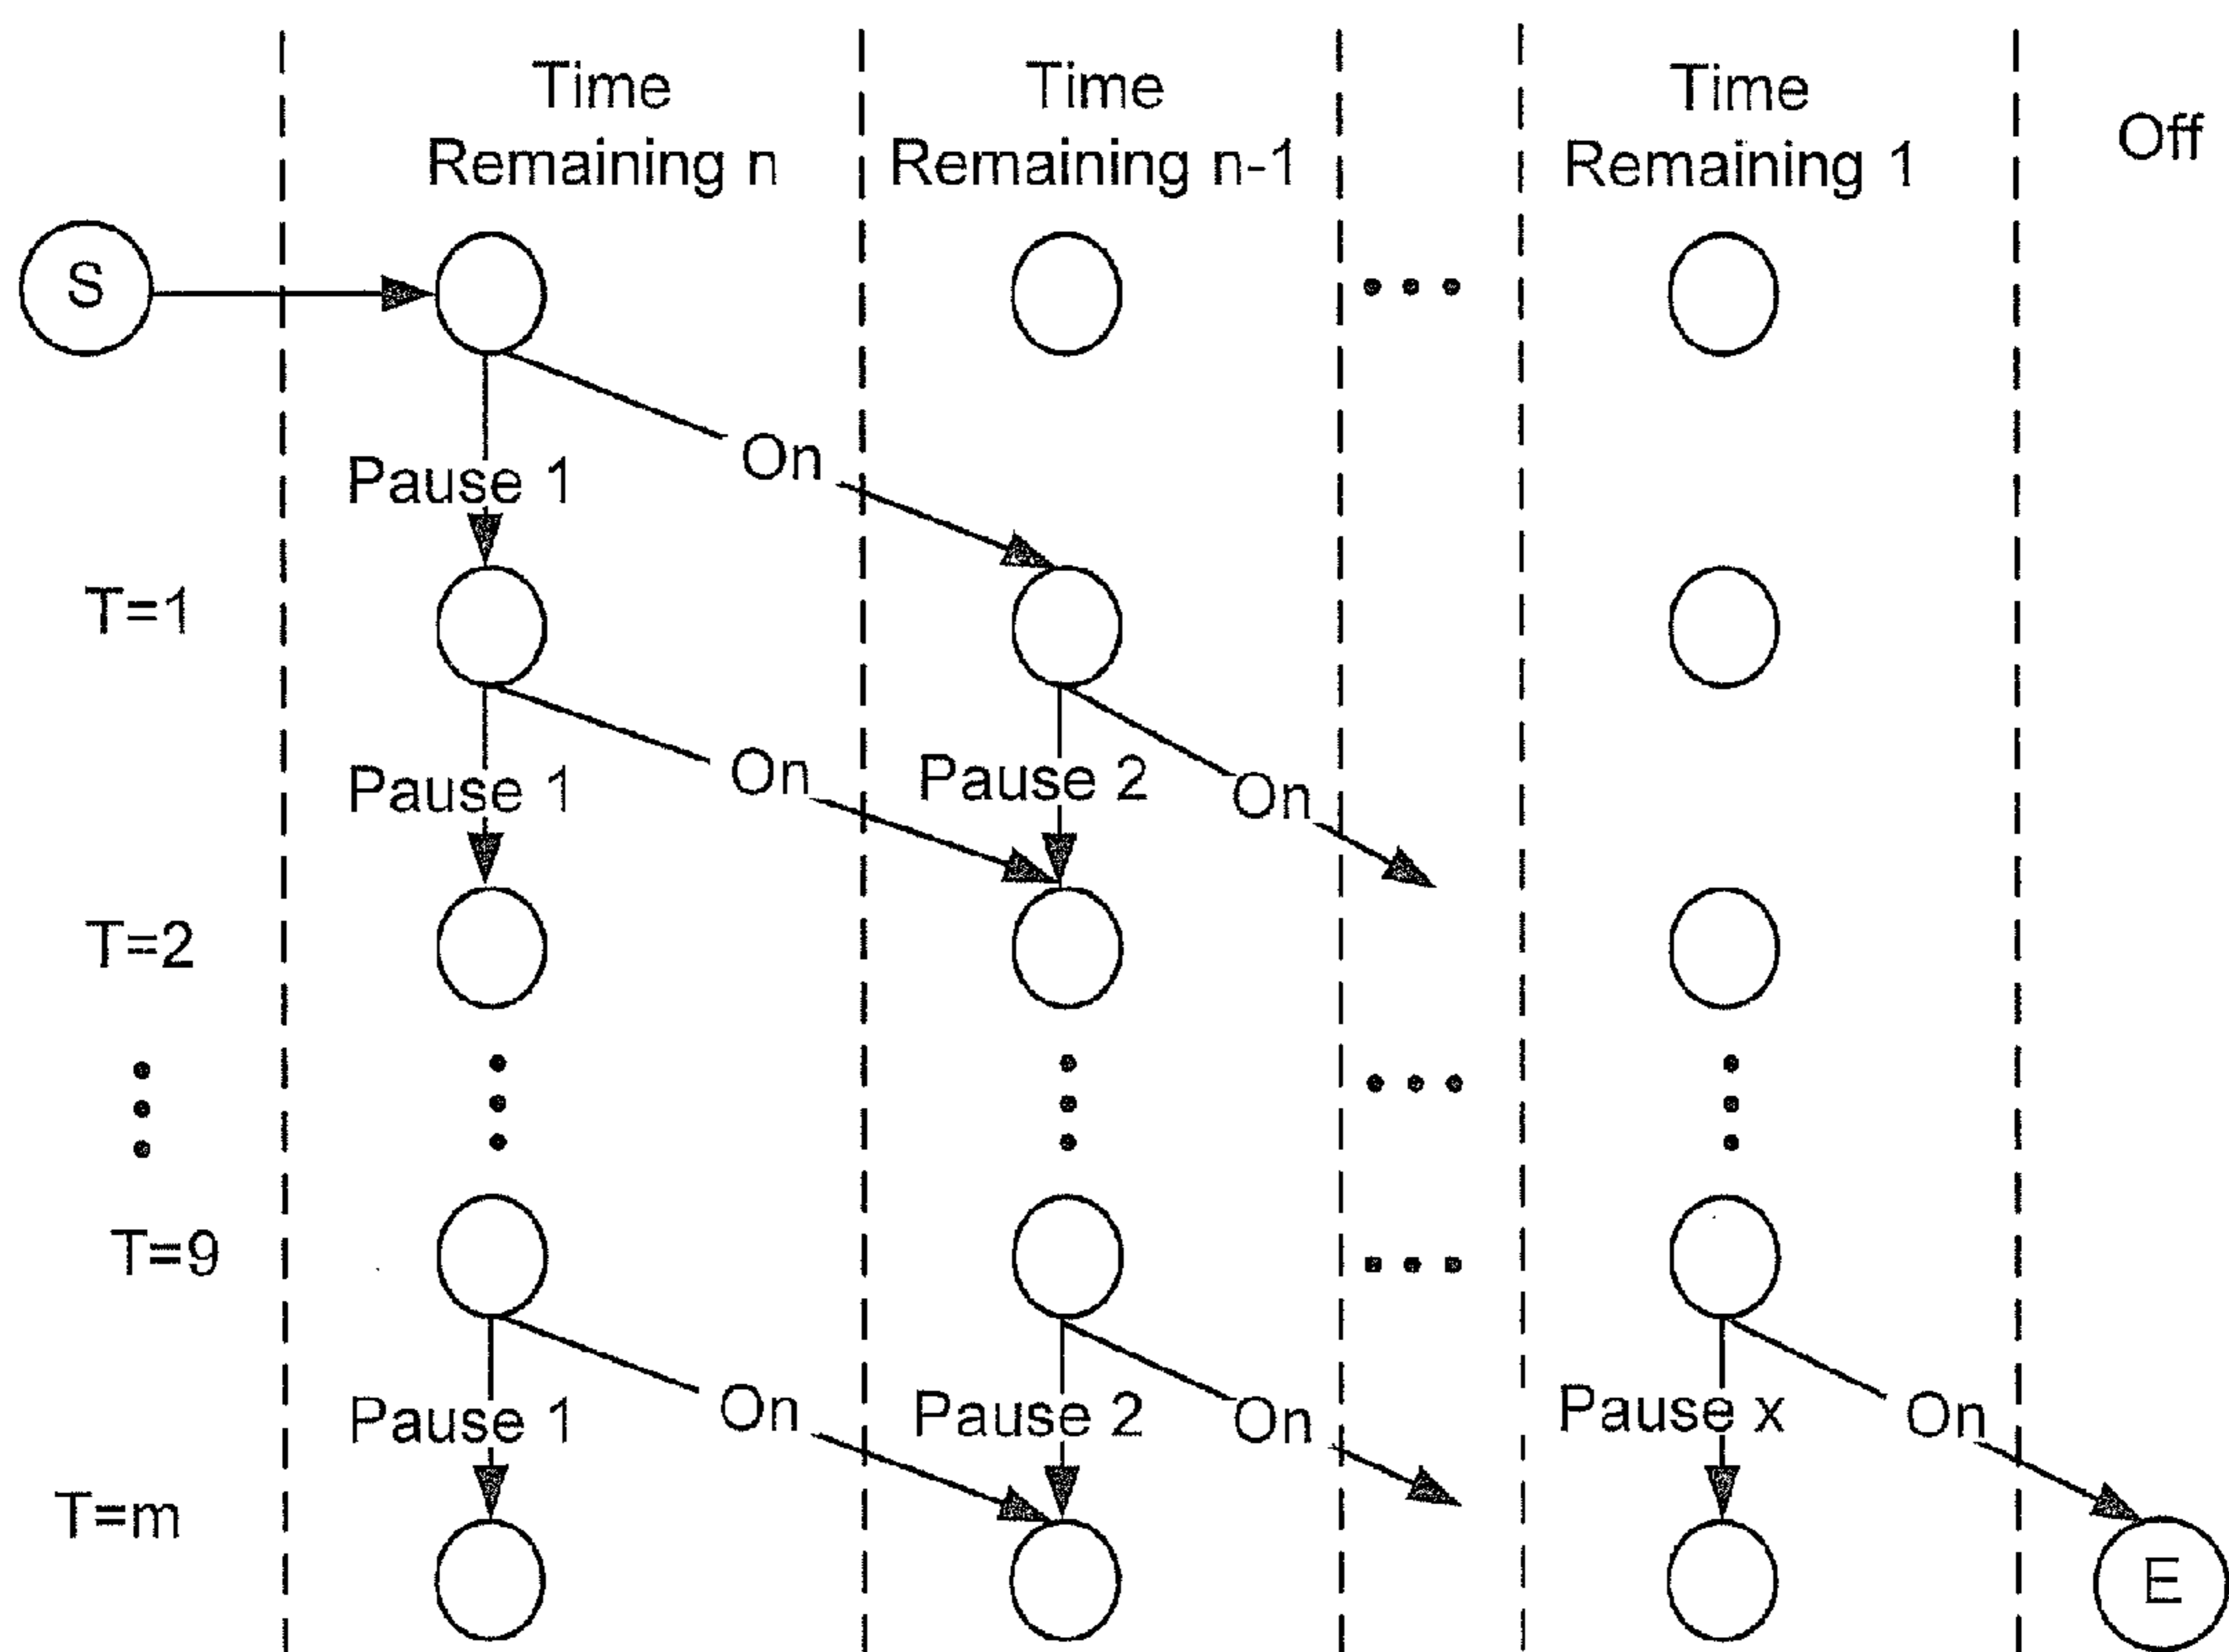 Time
Remaining n
Time
Remaining n-1
Time
Remaining 1
Off
S
Pause 1
On
T=1
Pause 1
On
Pause 2
On
T=2
T=9
Pause 1
On
Pause 2
On
Pause x
On
T=m
E